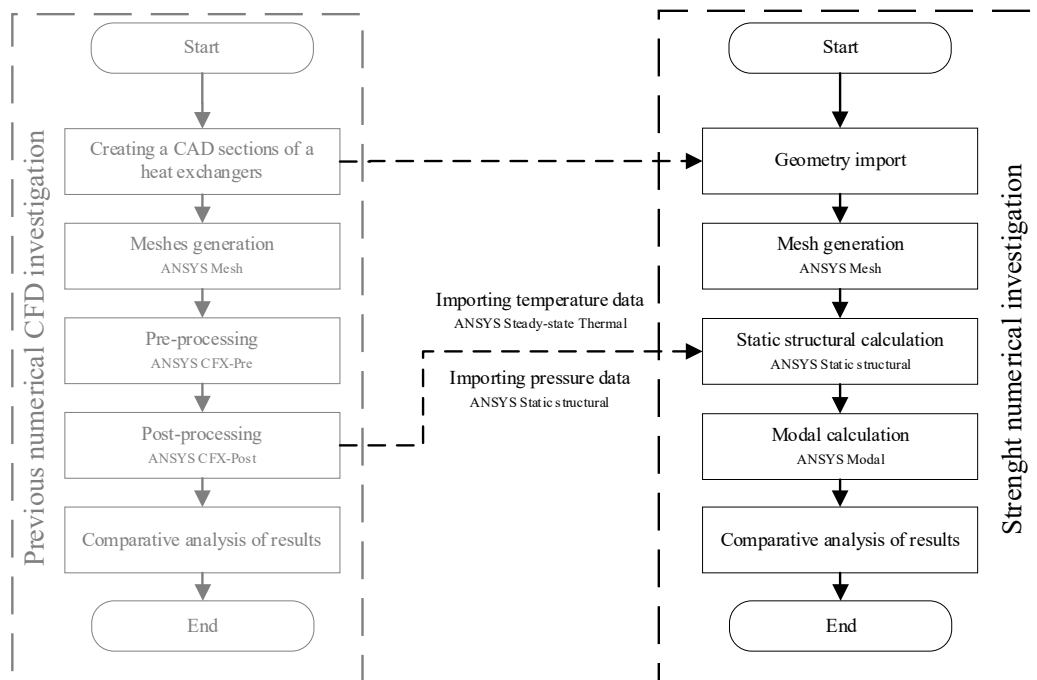 Previous numerical CFD investigation
Start
Creating a CAD sections of a
heat exchangers
Meshes generation
ANSYS Mesh
Pre-processing
ANSYS CFX-Pre
Post-processing
ANSYS CFX-Post
Comparative analysis of results
End
Importing temperature data
ANSYS Steady-state Thermal
Importing pressure data
ANSYS Static structural
Start
Geometry import
Mesh generation
ANSYS Mesh
Static structural calculation
ANSYS Static structural
Modal calculation
ANSYS Modal
Comparative analysis of results
End
Strenght numerical investigation